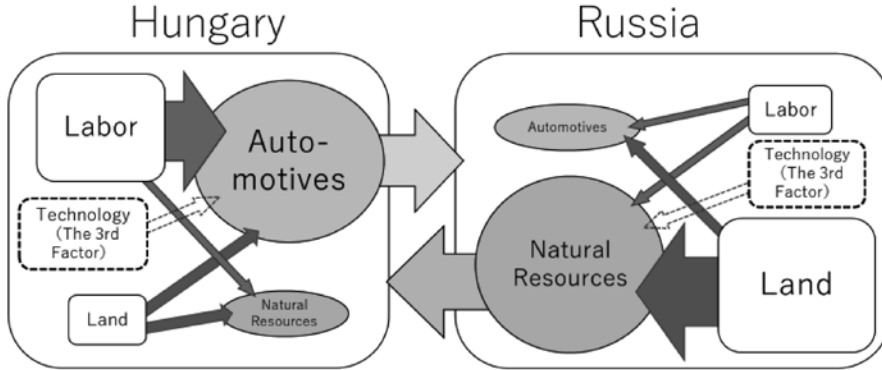 Hungary
Labor
Auto-
motives
Technology
(The 3rd
Factor)
Land
Natural
Resources
Russia
Automotives
Labor
Technology
(The 3rd
Factor)
Natural
Resources
Land